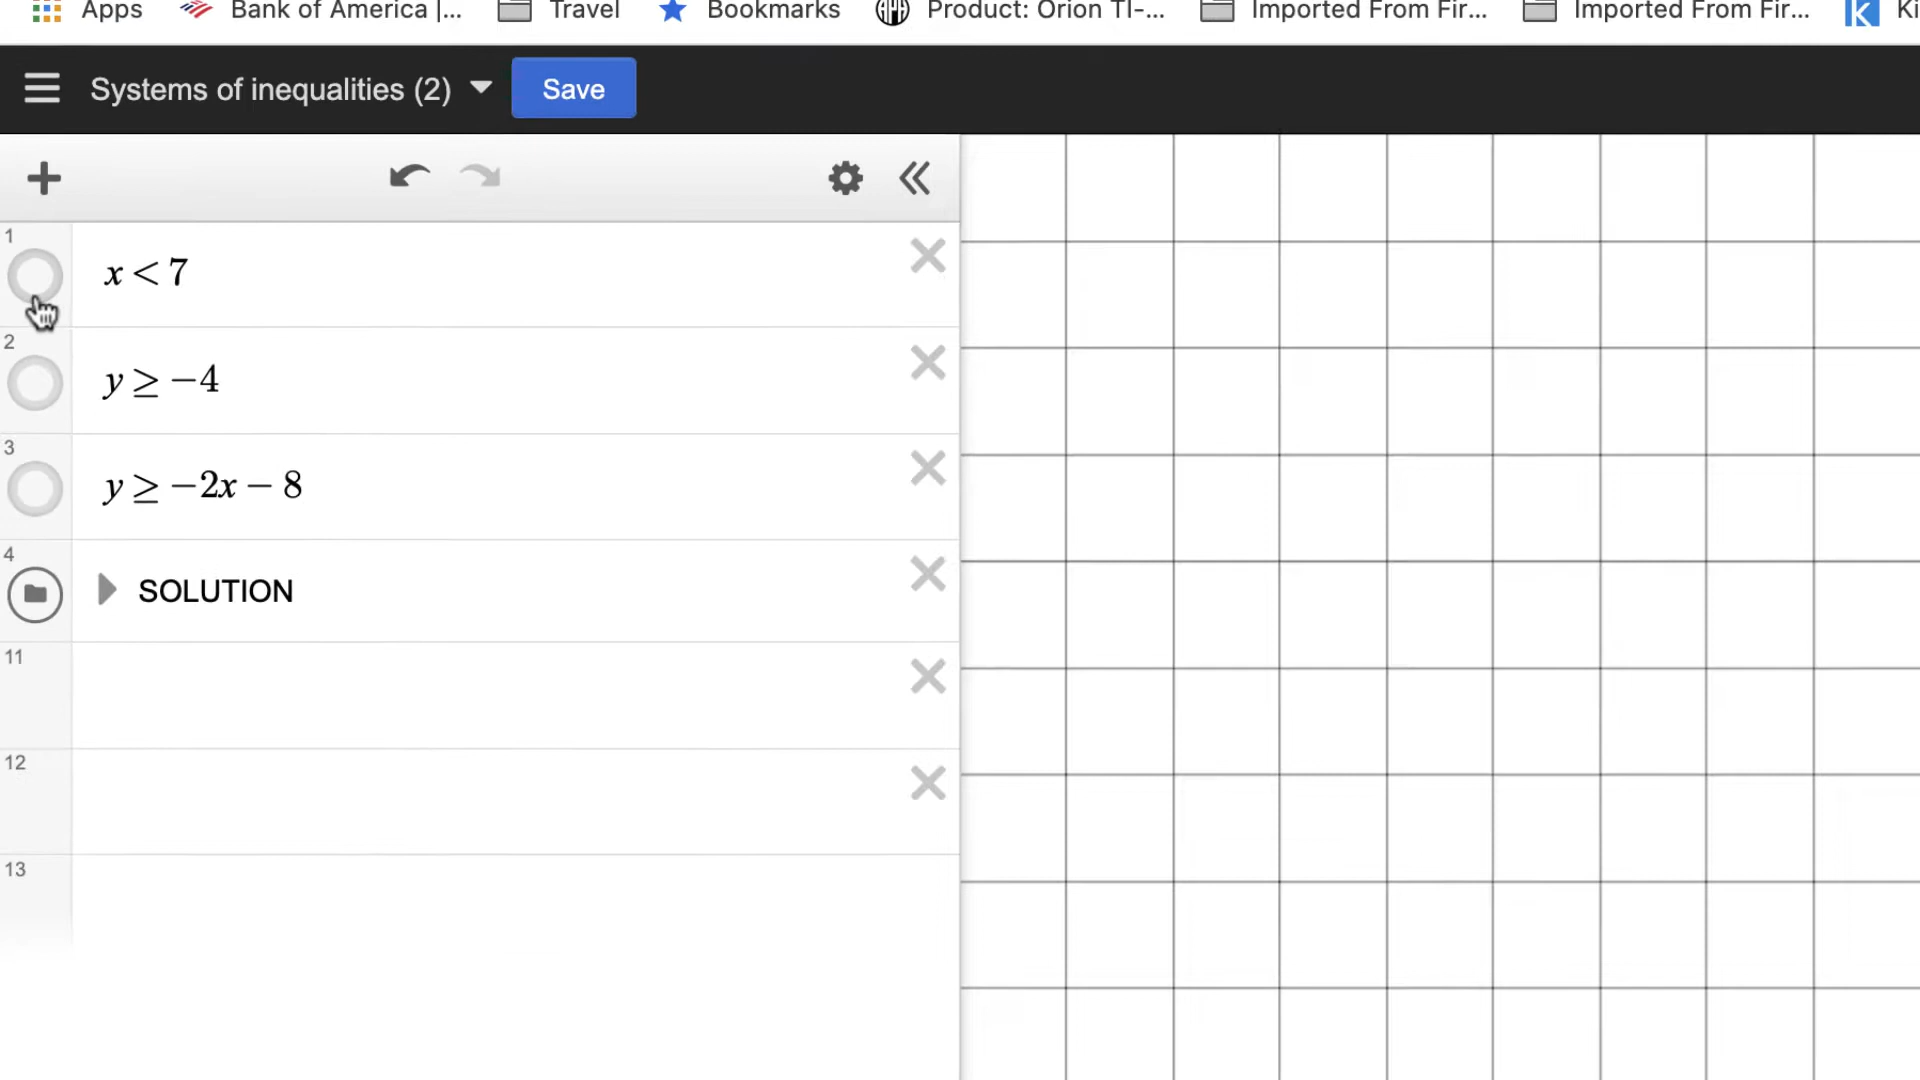 Apps Bank of America |... Travel Bookmarks Product: Orion TI-... Imported From Fir... Imported From Fir... Ki
Systems of inequalities (2) Save
1 x < 7
2 y ≥ −4
3 y ≥ −2x − 8
4 SOLUTION
11
12
13